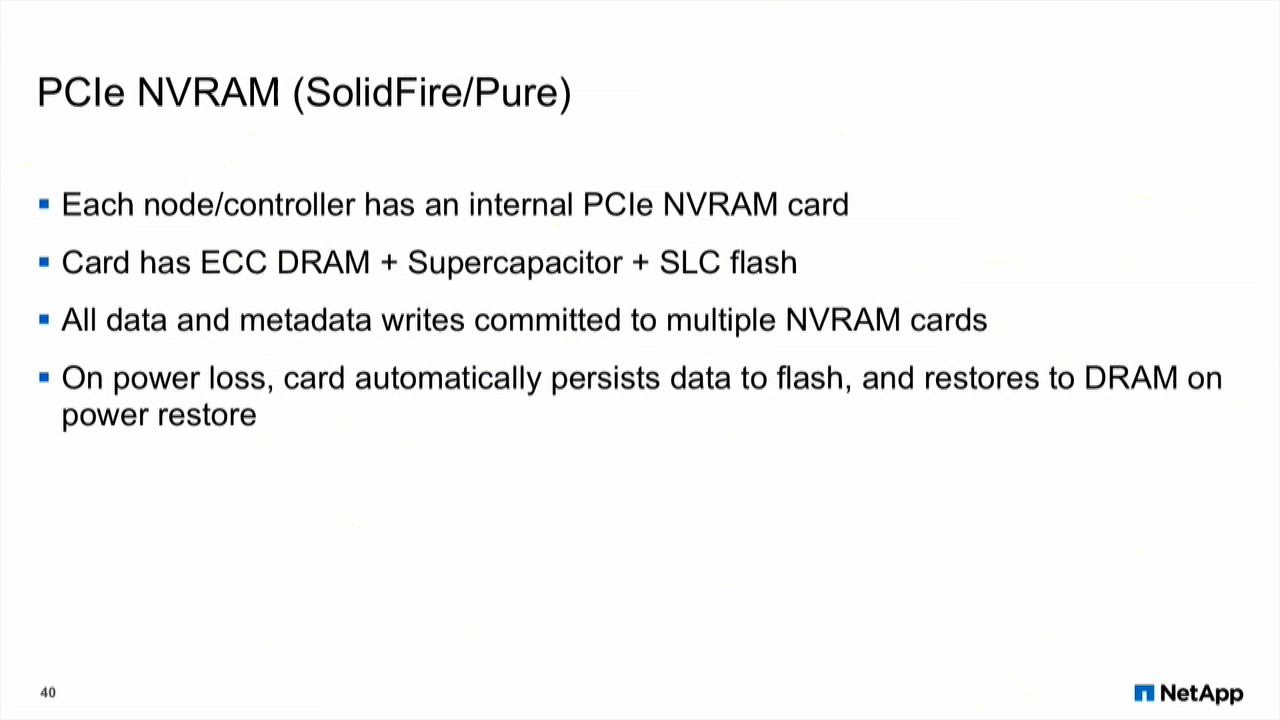 PCIe NVRAM (SolidFire/Pure)
▪ Each node/controller has an internal PCIe NVRAM card
▪ Card has ECC DRAM + Supercapacitor + SLC flash
▪ All data and metadata writes committed to multiple NVRAM cards
▪ On power loss, card automatically persists data to flash, and restores to DRAM on
power restore
40
NetApp